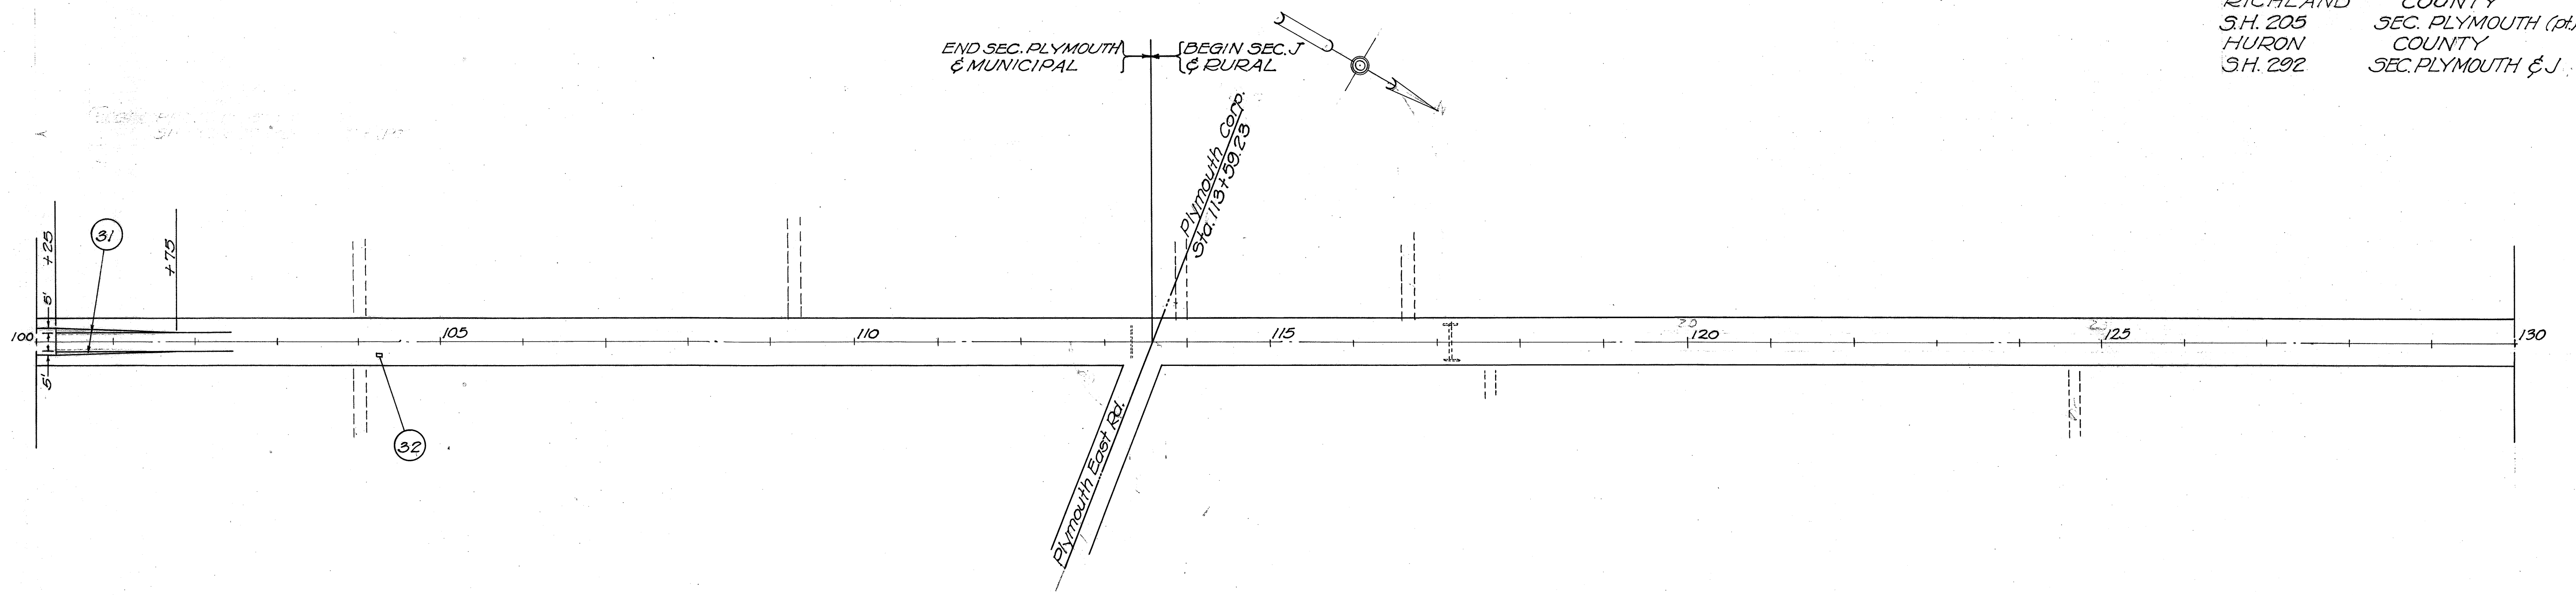 RICHLAND COUNTY
S.H. 205 SEC. PLYMOUTH (pt.)
HURON COUNTY
S.H. 292 SEC. PLYMOUTH & J
END SEC. PLYMOUTH & MUNICIPAL
BEGIN SEC. J & RURAL
Plymouth Corp.
Sta. 113+59.23
31
+25
+75
5'
5'
100
105
110
115
120
125
130
32
Plymouth East Rd.